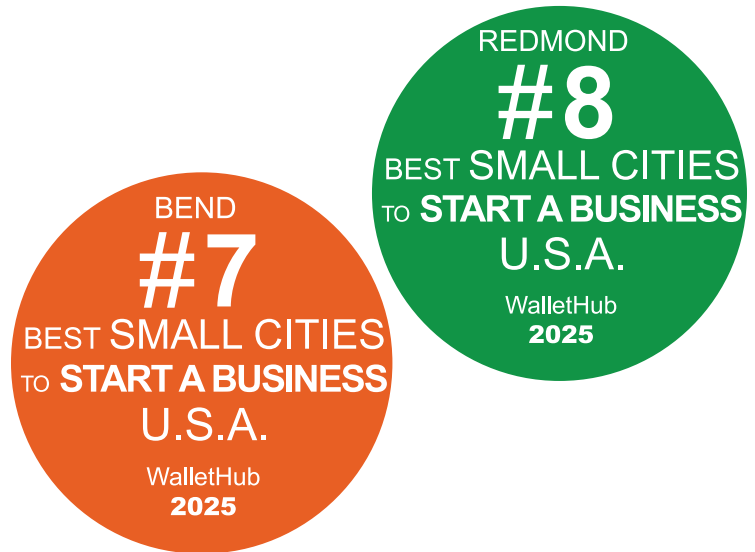 REDMOND
#8
BEST SMALL CITIES
TO START A BUSINESS
U.S.A.
WalletHub
2025
BEND
#7
BEST SMALL CITIES
TO START A BUSINESS
U.S.A.
WalletHub
2025